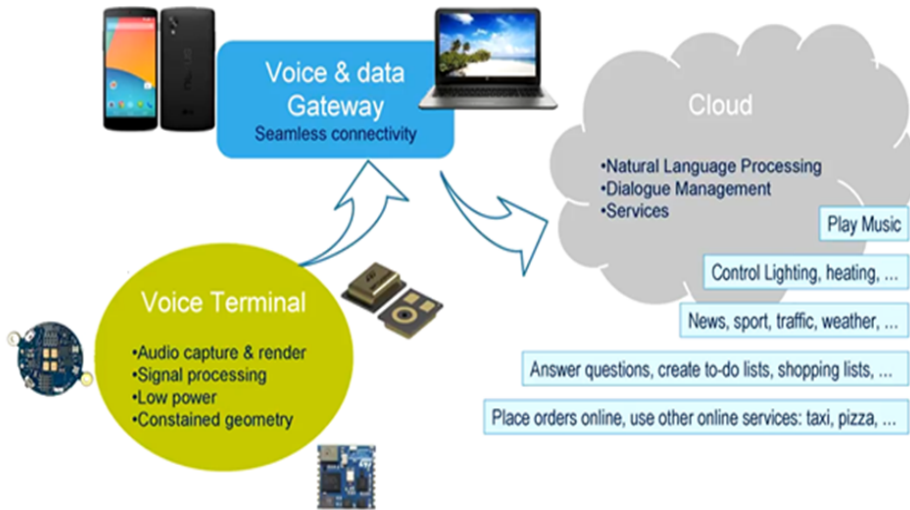 Voice & data
Gateway
Seamless connectivity
Cloud
•Natural Language Processing
•Dialogue Management
•Services
Play Music
Control Lighting, heating, ...
News, sport, traffic, weather, ...
Answer questions, create to-do lists, shopping lists, ...
Place orders online, use other online services: taxi, pizza, ...
Voice Terminal
•Audio capture & render
•Signal processing
•Low power
•Constained geometry